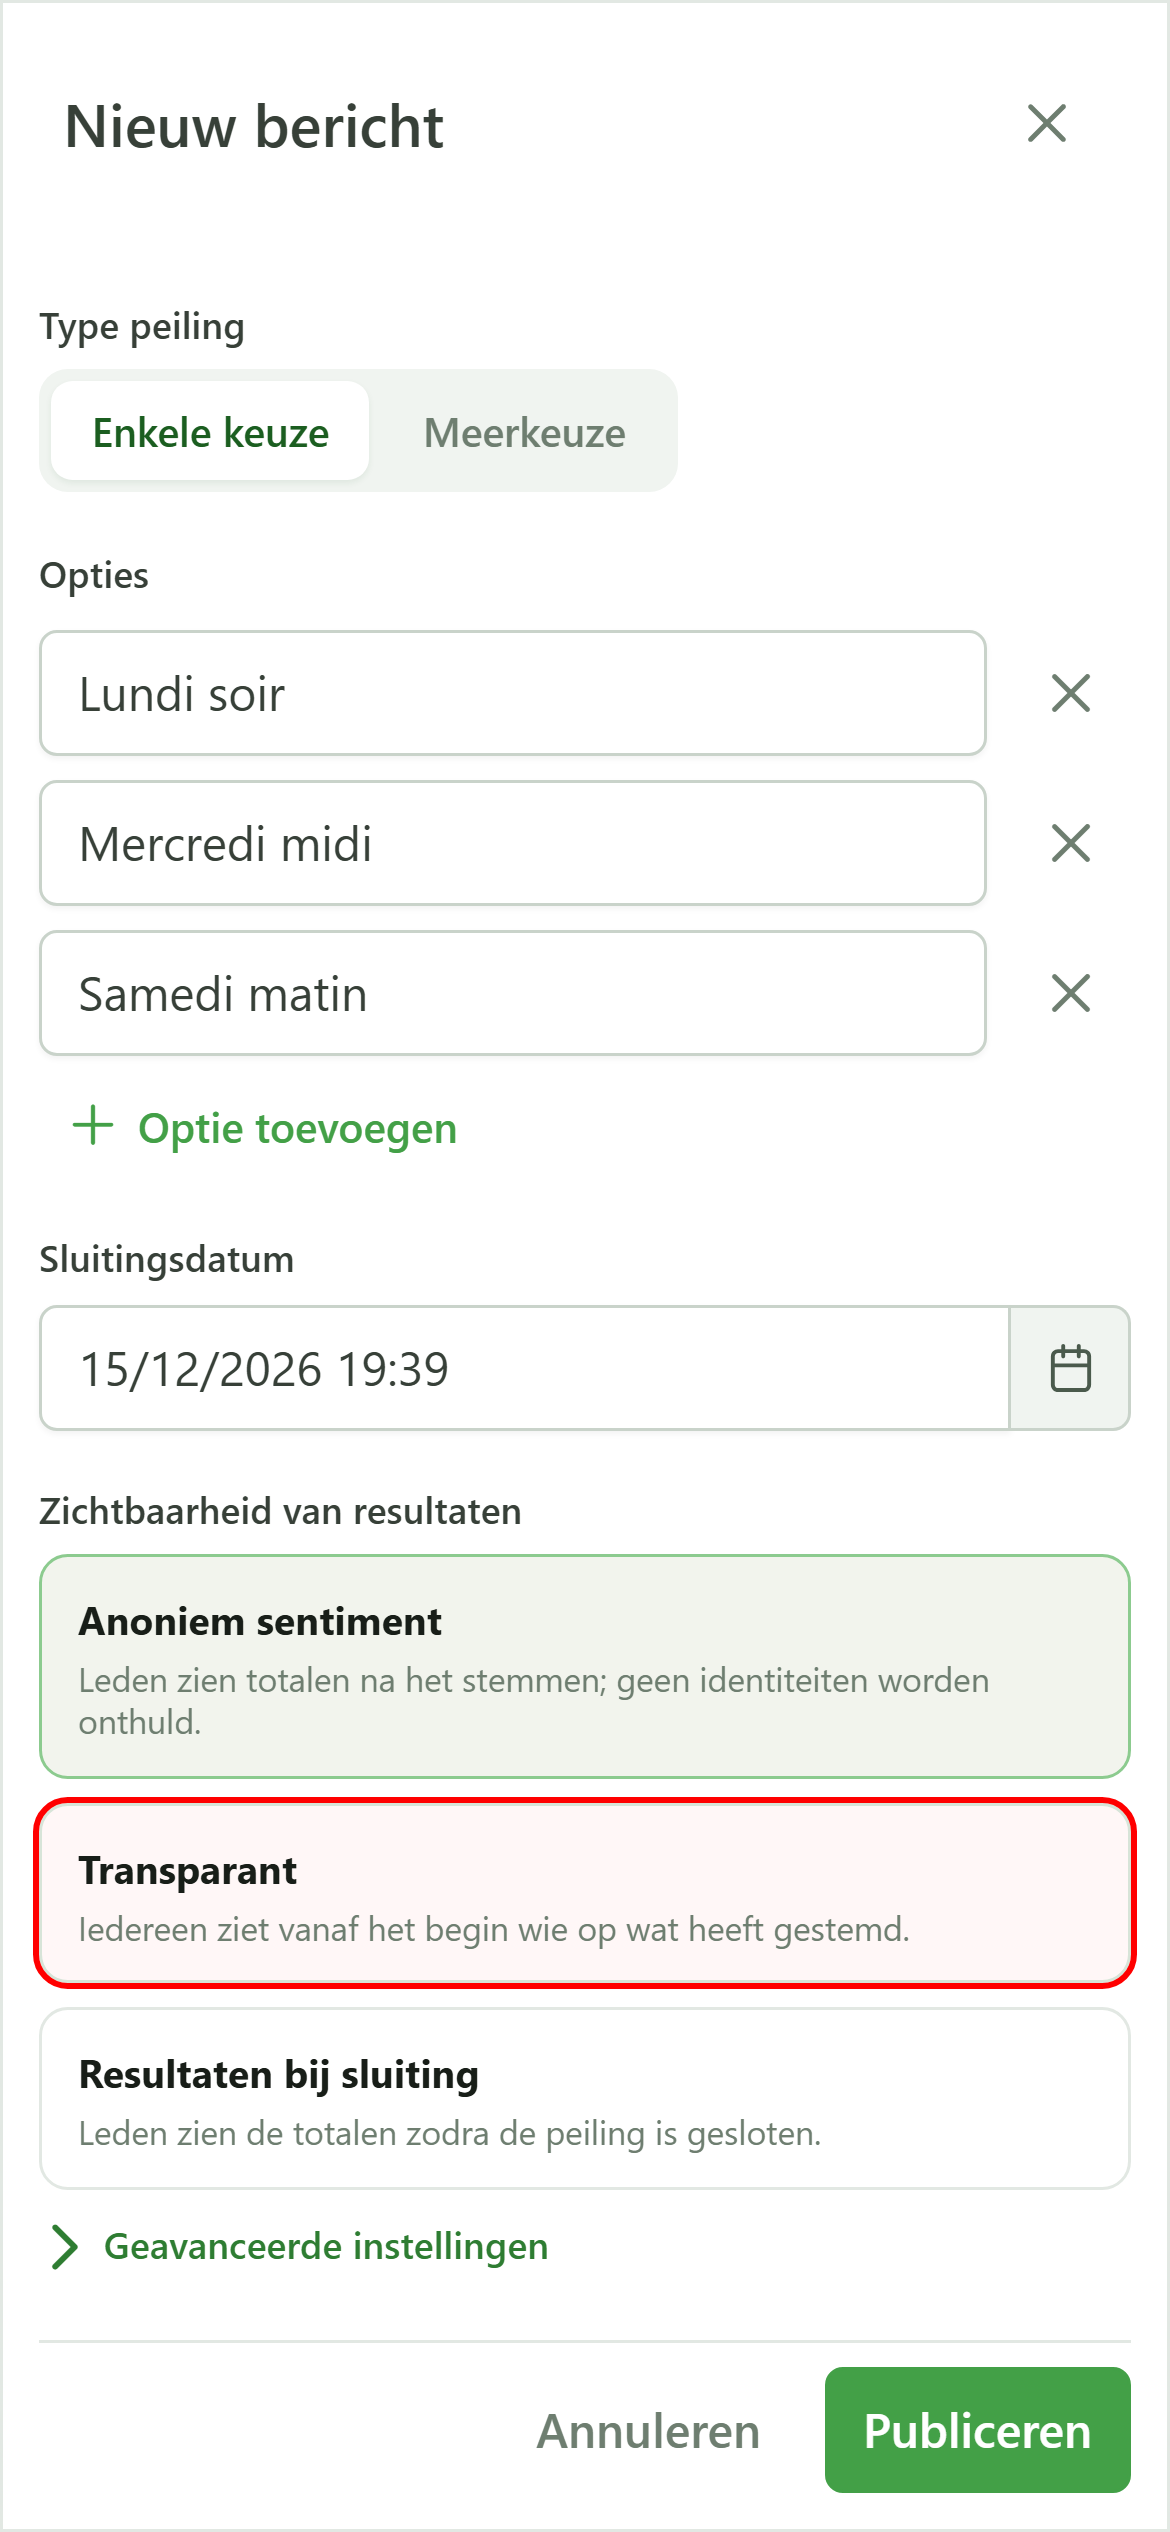 Nieuw bericht
Type peiling
Enkele keuze Meerkeuze
Opties
Lundi soir
Mercredi midi
Samedi matin
Optie toevoegen
Sluitingsdatum
15/12/2026 19:39
Zichtbaarheid van resultaten
Anoniem sentiment
Leden zien totalen na het stemmen; geen identiteiten worden
onthuld.
Transparant
Iedereen ziet vanaf het begin wie op wat heeft gestemd.
Resultaten bij sluiting
Leden zien de totalen zodra de peiling is gesloten.
Geavanceerde instellingen
Annuleren Publiceren